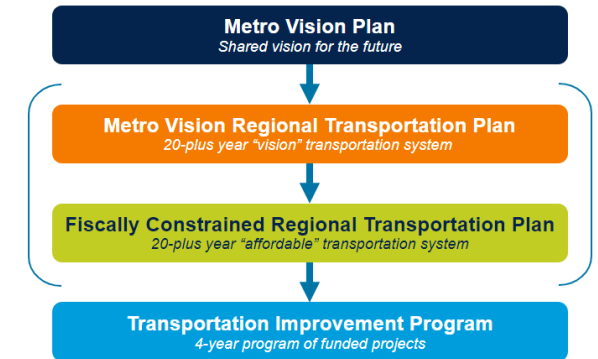 Metro Vision Plan
Shared vision for the future
Metro Vision Regional Transportation Plan
20-plus year “vision” transportation system
Fiscally Constrained Regional Transportation Plan
20-plus year “affordable” transportation system
Transportation Improvement Program
4-year program of funded projects